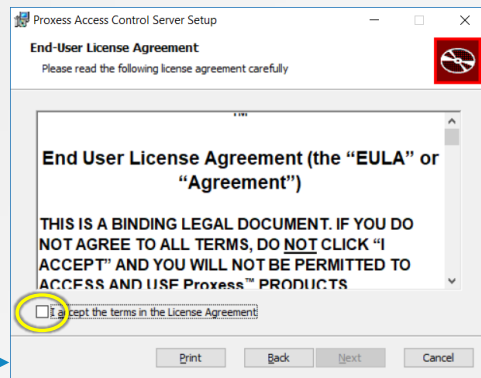 Proxess Access Control Server Setup
End-User License Agreement
Please read the following license agreement carefully
End User License Agreement (the “EULA” or
“Agreement”)
THIS IS A BINDING LEGAL DOCUMENT. IF YOU DO
NOT AGREE TO ALL TERMS, DO NOT CLICK “I
ACCEPT” AND YOU WILL NOT BE PERMITTED TO
ACCESS AND USE Proxess™ PRODUCTS
I accept the terms in the License Agreement
Print Back Next Cancel